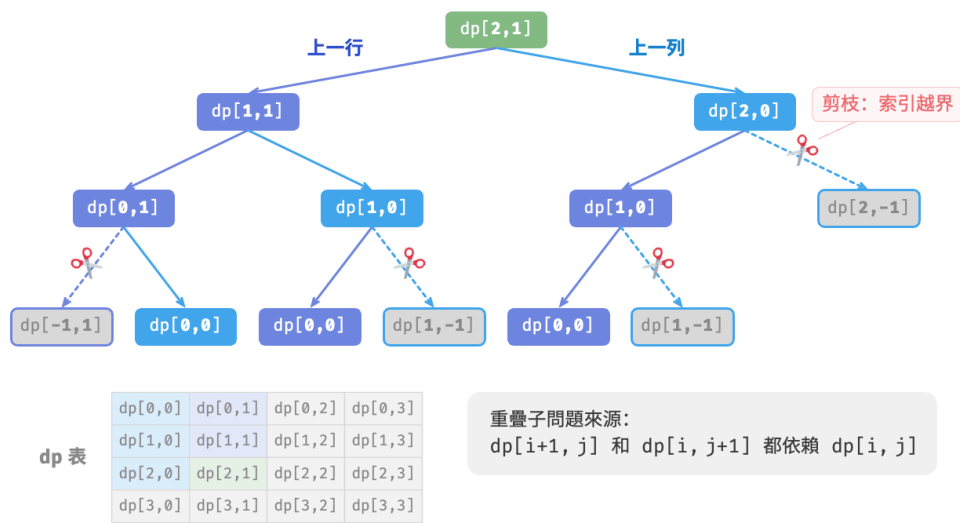 dp[2,1]
上一行
上一列
dp[1,1]
dp[2,0]
剪枝：索引越界
dp[0,1]
dp[1,0]
dp[1,0]
dp[2,-1]
dp[-1,1]
dp[0,0]
dp[0,0]
dp[1,-1]
dp[0,0]
dp[1,-1]
dp 表
dp[0,0] dp[0,1] dp[0,2] dp[0,3]
dp[1,0] dp[1,1] dp[1,2] dp[1,3]
dp[2,0] dp[2,1] dp[2,2] dp[2,3]
dp[3,0] dp[3,1] dp[3,2] dp[3,3]
重疊子問題來源：
dp[i+1, j] 和 dp[i, j+1] 都依賴 dp[i, j]